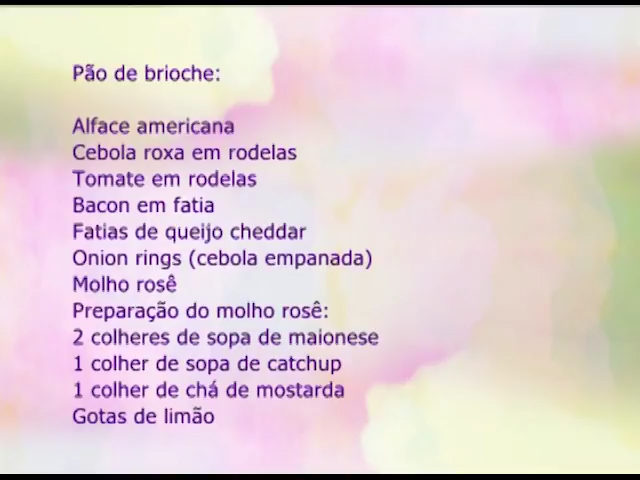 Pão de brioche:
Alface americana
Cebola roxa em rodelas
Tomate em rodelas
Bacon em fatia
Fatias de queijo cheddar
Onion rings (cebola empanada)
Molho rosê
Preparação do molho rosê:
2 colheres de sopa de maionese
1 colher de sopa de catchup
1 colher de chá de mostarda
Gotas de limão